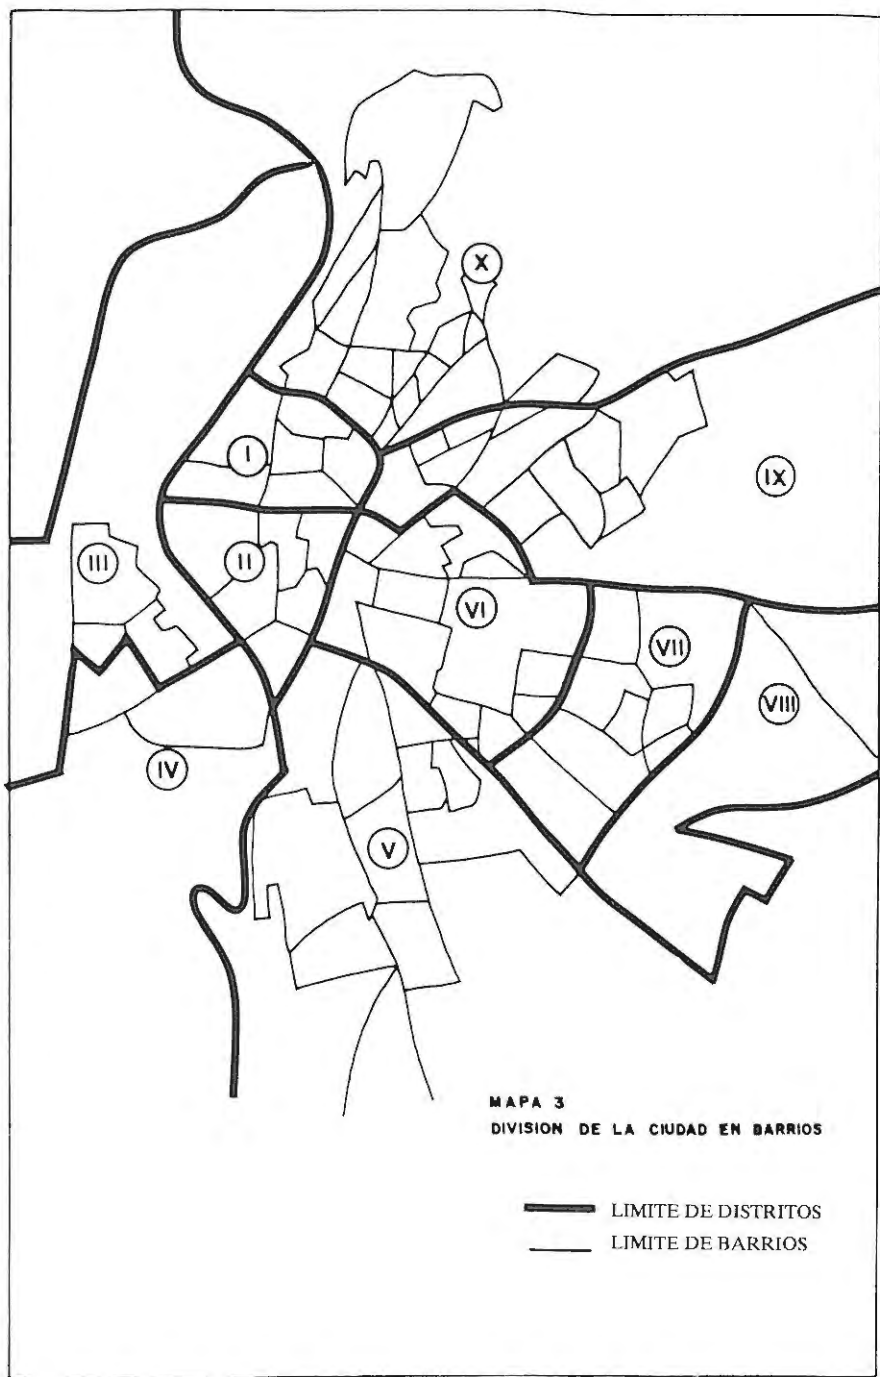 X
I
IX
II
III
VI
VII
VIII
IV
V
MAPA 3
DIVISION DE LA CIUDAD EN BARRIOS
LIMITE DE DISTRITOS
LIMITE DE BARRIOS